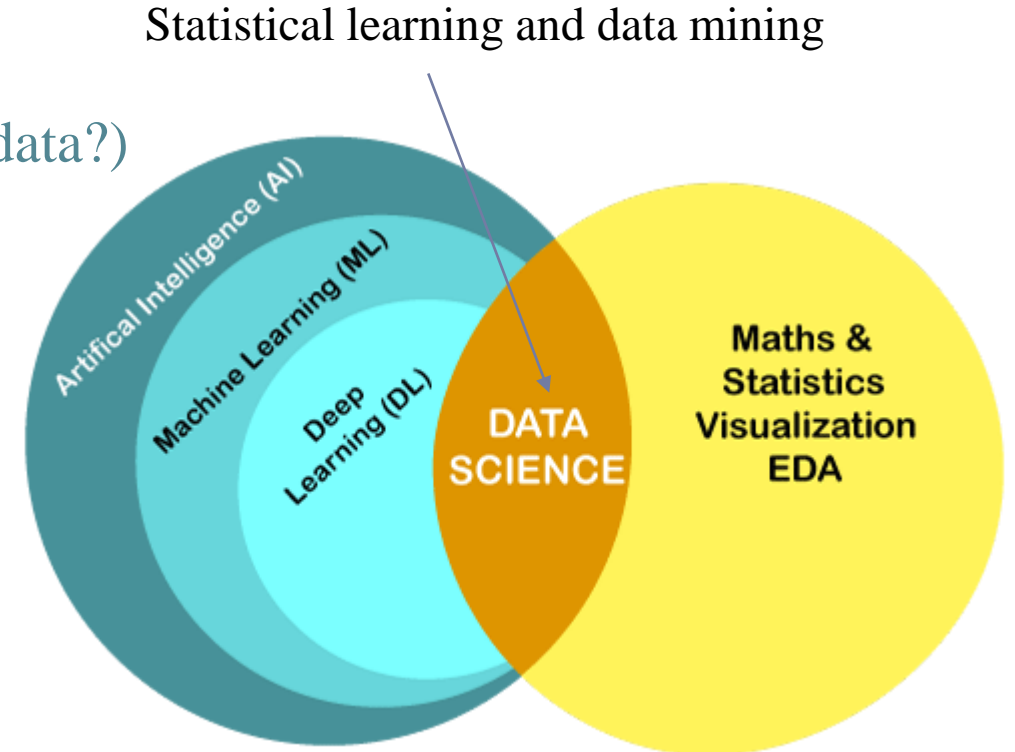 Statistical learning and data mining
data?)
Artifical Intelligence (AI)
Machine Learning (ML)
Deep
Learning (DL)
DATA
SCIENCE
Maths &
Statistics
Visualization
EDA